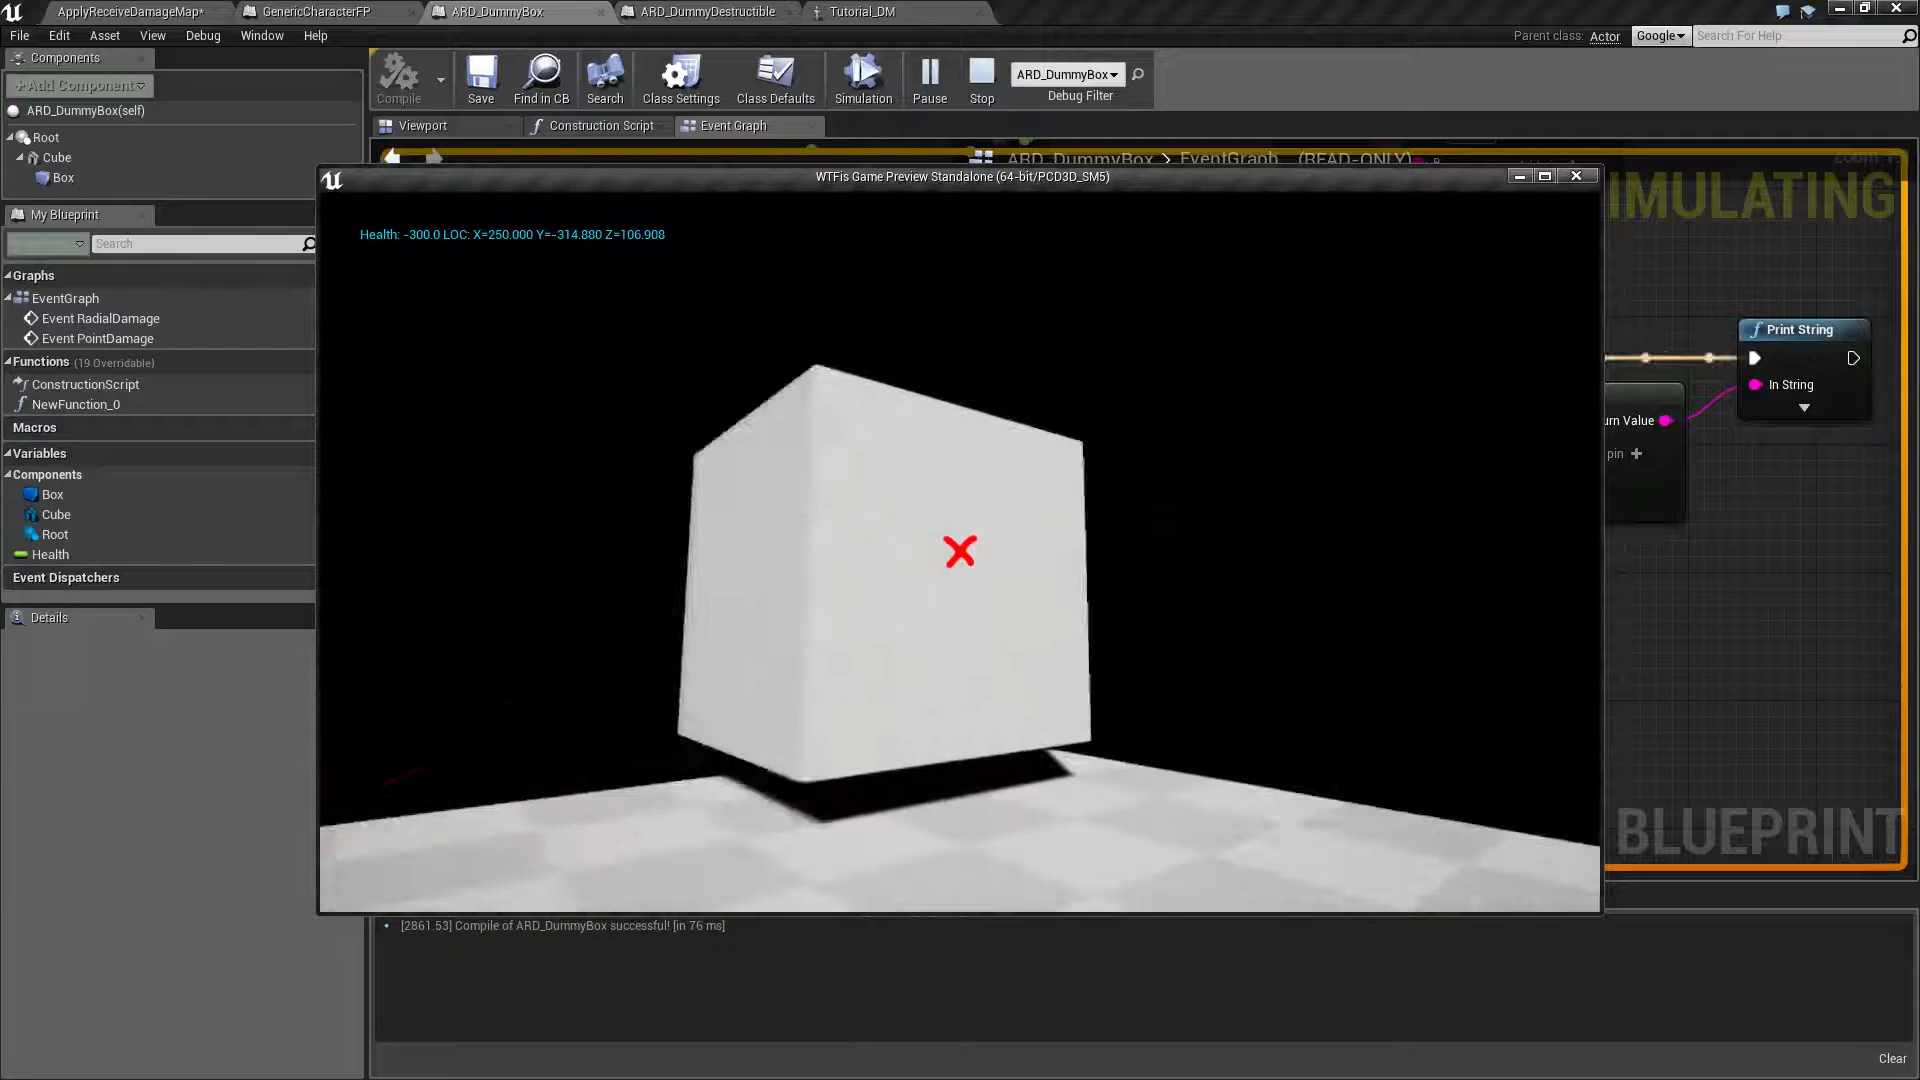 ApplyReceiveDamageMap*
GenericCharacterFP
ARD_DummyBox
ARD_DummyDestructible
Tutorial_DM
File Edit Asset View Debug Window Help
Parent class: Actor
Google
Search For Help
Components
+Add Component
ARD_DummyBox(self)
Root
Cube
Box
Compile
Save
Find in CB
Search
Class Settings
Class Defaults
Simulation
Pause
Stop
ARD_DummyBox
Debug Filter
Viewport
Construction Script
Event Graph
ARD_DummyBox > EventGraph (READ-ONLY)
My Blueprint
Search
Graphs
EventGraph
Event RadialDamage
Event PointDamage
Functions (19 Overridable)
ConstructionScript
NewFunction_0
Macros
Variables
Components
Box
Cube
Root
Health
Event Dispatchers
Details
WTFis Game Preview Standalone (64-bit/PCD3D_SM5)
Health: -300.0 LOC: X=250.000 Y=-314.880 Z=106.908
IMULATING
Print String
In String
urn Value
pin +
BLUEPRINT
[2861.53] Compile of ARD_DummyBox successful! [in 76 ms]
Clear